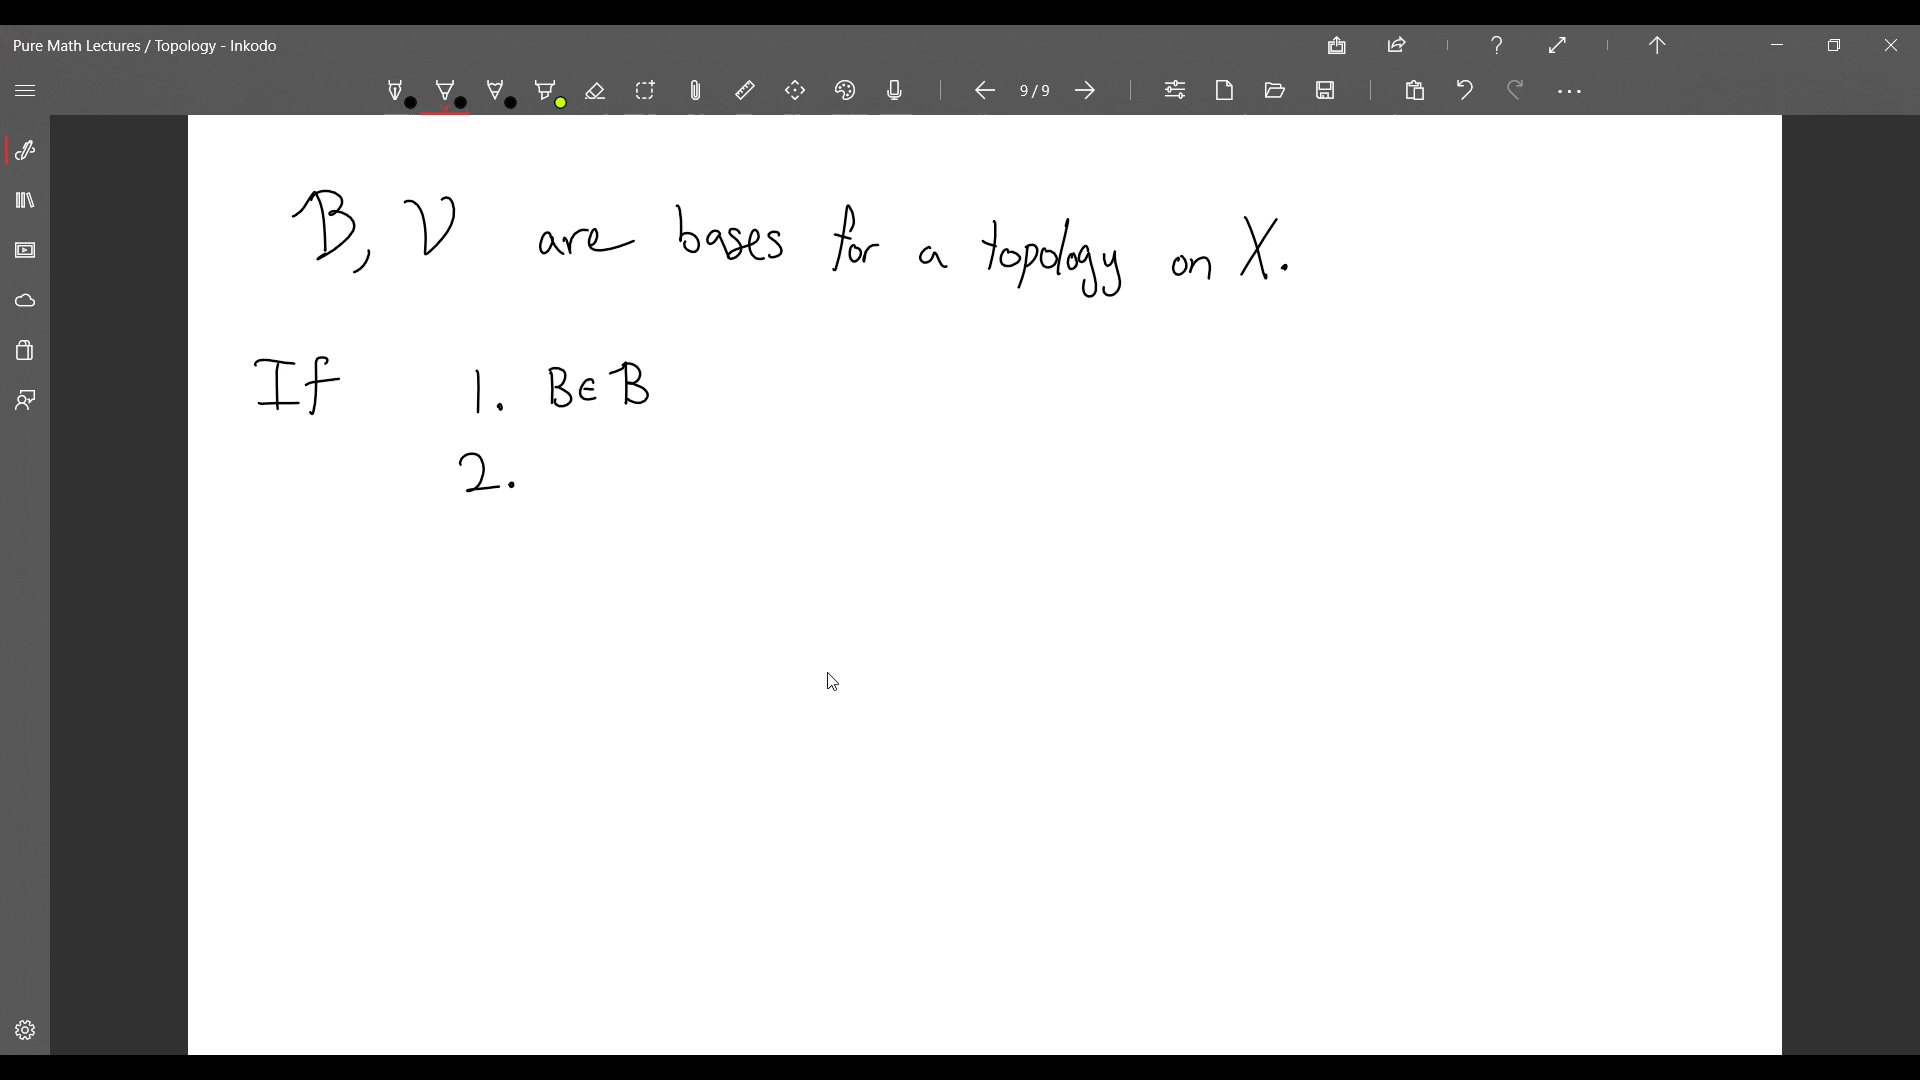 Pure Math Lectures / Topology - Inkodo
9 / 9
ℬ, 𝒱 are bases for a topology on X.
If 1. B ∈ ℬ
2.